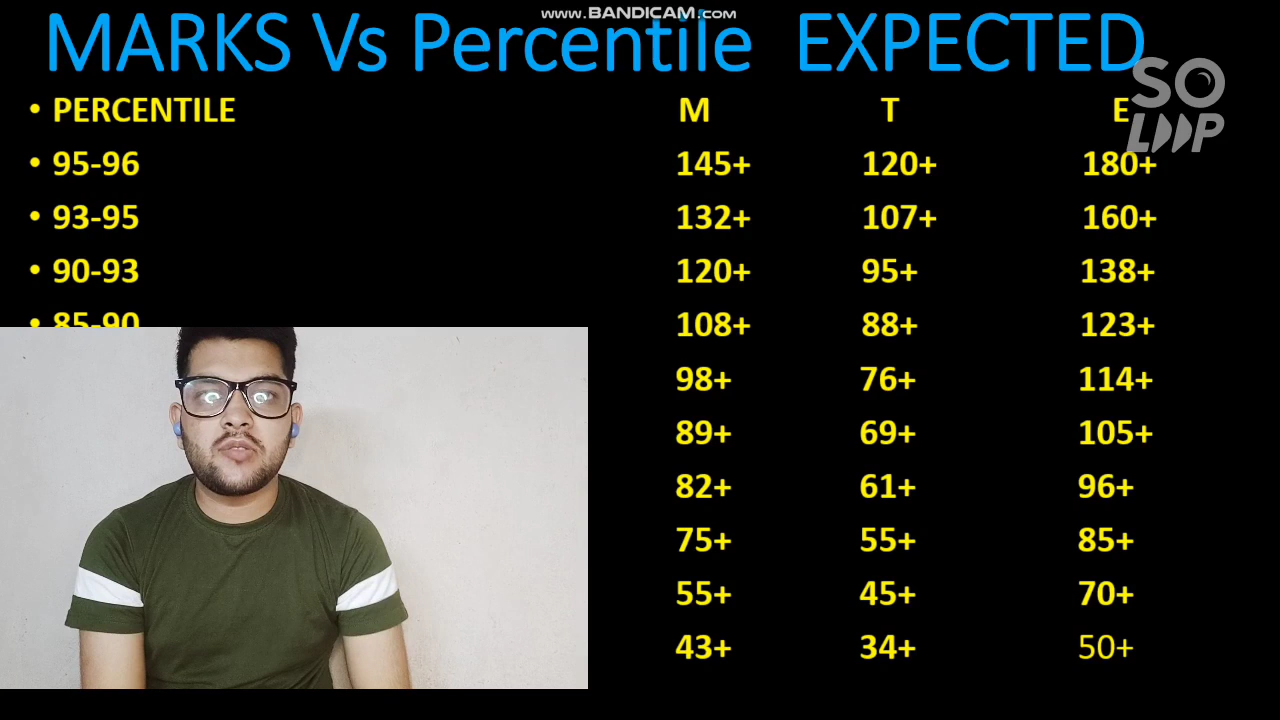 www.BANDICAM.com
MARKS Vs Percentile EXPECTED
SO
LOOP
• PERCENTILE M T E
• 95-96 145+ 120+ 180+
• 93-95 132+ 107+ 160+
• 90-93 120+ 95+ 138+
• 85-90 108+ 88+ 123+
98+ 76+ 114+
89+ 69+ 105+
82+ 61+ 96+
75+ 55+ 85+
55+ 45+ 70+
43+ 34+ 50+